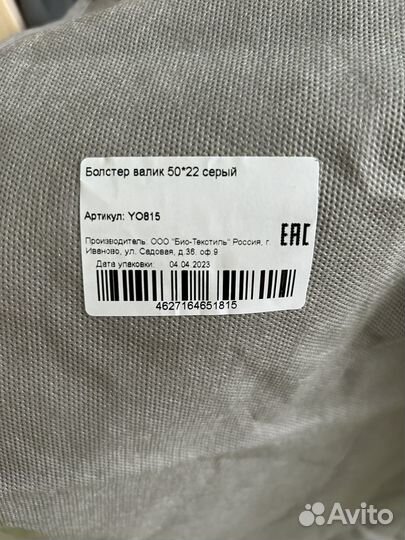 Болстер валик 50*22 серый
Артикул: YO815
Производитель: ООО "Био-Текстиль" Россия, г.
Иваново, ул. Садовая, д.36, оф.9
Дата упаковки: 04.04.2023
EAC
4627164651815
Avito